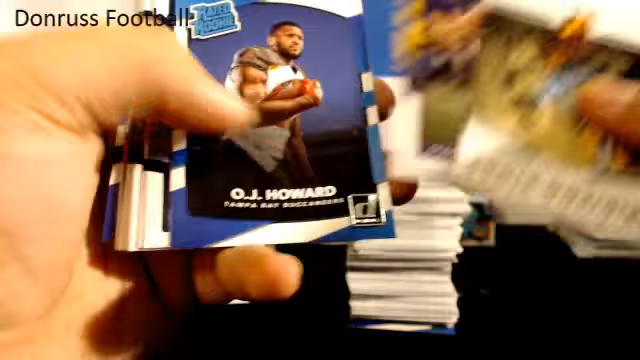 Donruss Football
RATED
ROOKIE
O.J. HOWARD
TAMPA BAY BUCCANEERS